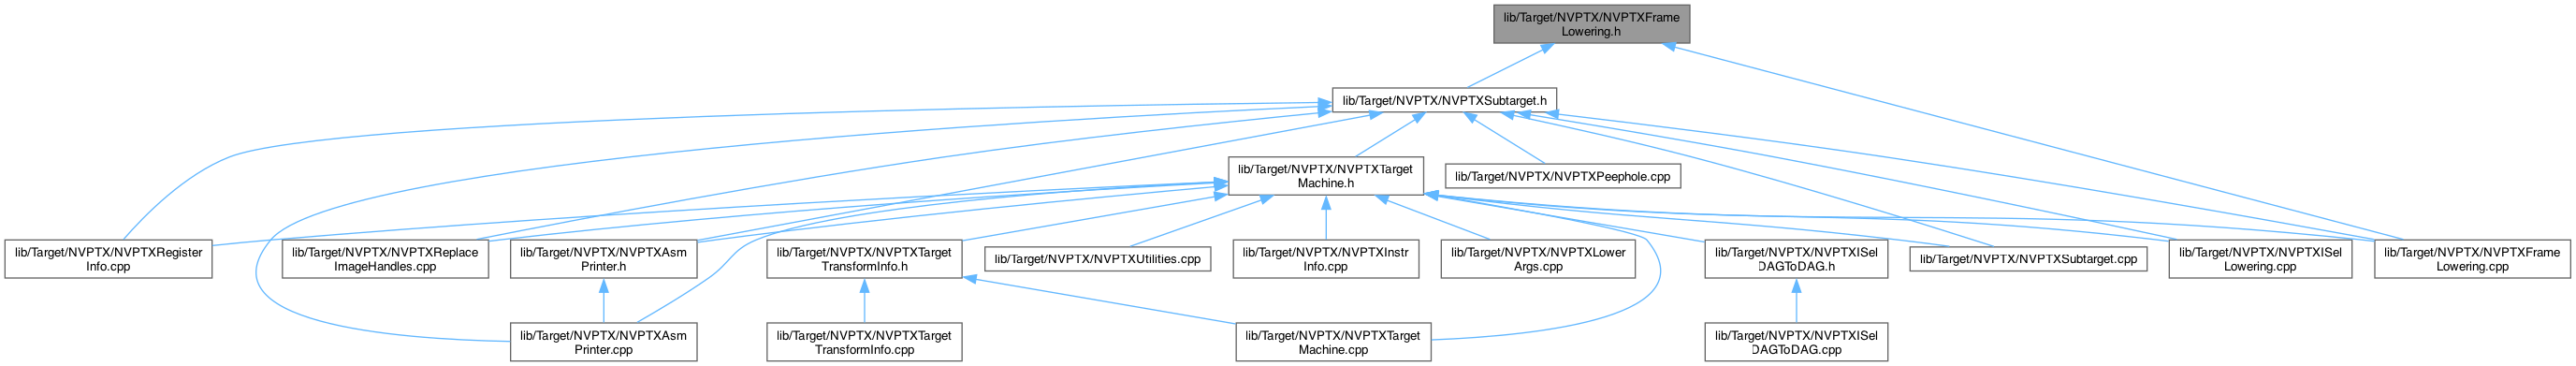 lib/Target/NVPTX/NVPTXFrame
Lowering.h
lib/Target/NVPTX/NVPTXSubtarget.h
lib/Target/NVPTX/NVPTXTarget
Machine.h
lib/Target/NVPTX/NVPTXPeephole.cpp
lib/Target/NVPTX/NVPTXRegister
Info.cpp
lib/Target/NVPTX/NVPTXReplace
ImageHandles.cpp
lib/Target/NVPTX/NVPTXAsm
Printer.h
lib/Target/NVPTX/NVPTXTarget
TransformInfo.h
lib/Target/NVPTX/NVPTXUtilities.cpp
lib/Target/NVPTX/NVPTXInstr
Info.cpp
lib/Target/NVPTX/NVPTXLower
Args.cpp
lib/Target/NVPTX/NVPTXISel
DAGToDAG.h
lib/Target/NVPTX/NVPTXSubtarget.cpp
lib/Target/NVPTX/NVPTXISel
Lowering.cpp
lib/Target/NVPTX/NVPTXFrame
Lowering.cpp
lib/Target/NVPTX/NVPTXAsm
Printer.cpp
lib/Target/NVPTX/NVPTXTarget
TransformInfo.cpp
lib/Target/NVPTX/NVPTXTarget
Machine.cpp
lib/Target/NVPTX/NVPTXISel
DAGToDAG.cpp